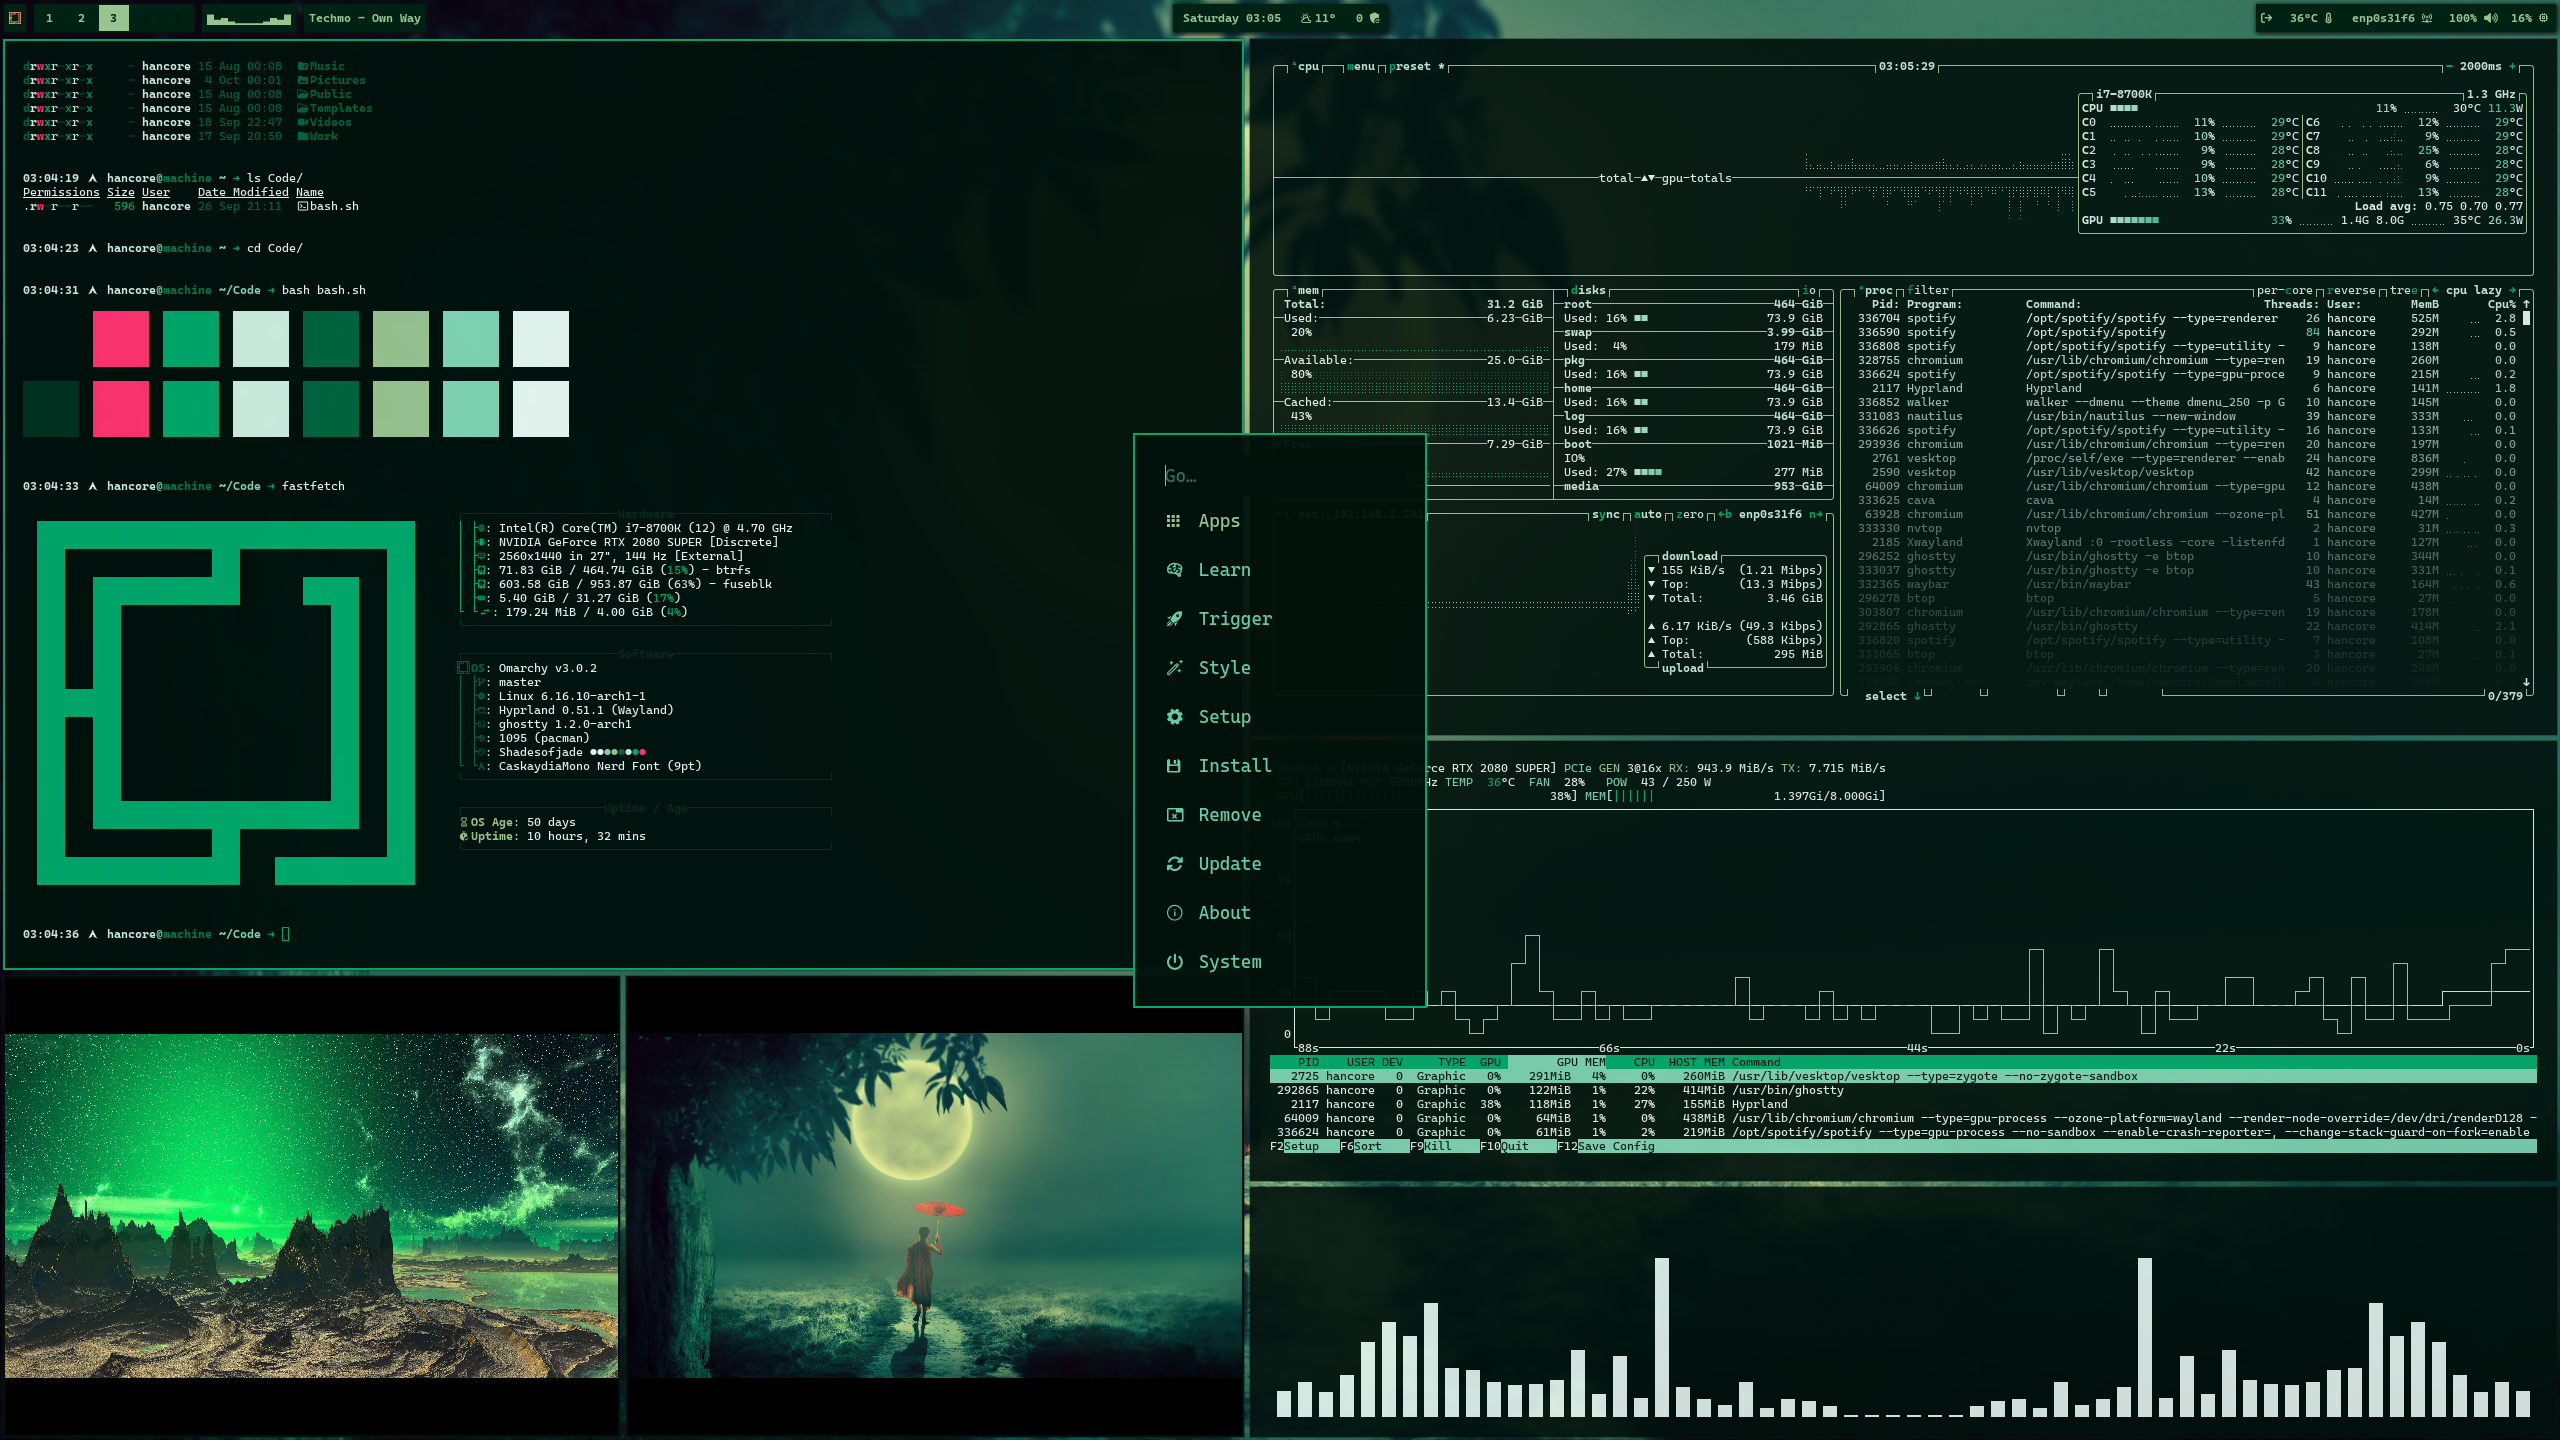 1 2 3
Techmo - Own Way
Saturday 03:05 11° 0
36°C enp0s31f6 100% 16%
drwxr-xr-x - hancore 15 Aug 00:08 Music
drwxr-xr-x - hancore 4 Oct 00:01 Pictures
drwxr-xr-x - hancore 15 Aug 00:08 Public
drwxr-xr-x - hancore 15 Aug 00:08 Templates
drwxr-xr-x - hancore 18 Sep 22:47 Videos
drwxr-xr-x - hancore 17 Sep 20:50 Work
03:04:19 hancore@machine ~ ➜ ls Code/
Permissions Size User Date Modified Name
.rw-r--r-- 596 hancore 26 Sep 21:11 bash.sh
03:04:23 hancore@machine ~ ➜ cd Code/
03:04:31 hancore@machine ~/Code ➜ bash bash.sh
03:04:33 hancore@machine ~/Code ➜ fastfetch
Hardware
: Intel(R) Core(TM) i7-8700K (12) @ 4.70 GHz
: NVIDIA GeForce RTX 2080 SUPER [Discrete]
: 2560x1440 in 27", 144 Hz [External]
: 71.83 GiB / 464.74 GiB (15%) - btrfs
: 603.58 GiB / 953.87 GiB (63%) - fuseblk
: 5.40 GiB / 31.27 GiB (17%)
: 179.24 MiB / 4.00 GiB (4%)
Software
OS: Omarchy v3.0.2
: master
: Linux 6.16.10-arch1-1
: Hyprland 0.51.1 (Wayland)
: ghostty 1.2.0-arch1
: 1095 (pacman)
: Shadesofjade
: CaskaydiaMono Nerd Font (9pt)
Uptime / Age
OS Age: 50 days
Uptime: 10 hours, 32 mins
03:04:36 hancore@machine ~/Code ➜
Go…
Apps
Learn
Trigger
Style
Setup
Install
Remove
Update
About
System
¹cpu menu preset * 03:05:29 - 2000ms +
i7-8700K 1.3 GHz
CPU 11% 30°C 11.3W
C0 11% 29°C C6 12% 29°C
C1 10% 29°C C7 9% 29°C
C2 9% 28°C C8 25% 28°C
C3 9% 28°C C9 6% 28°C
C4 10% 29°C C10 9% 29°C
C5 13% 28°C C11 13% 28°C
Load avg: 0.75 0.70 0.77
GPU 33% 1.4G 8.0G 35°C 26.3W
total ▲▼ gpu-totals
²mem
Total: 31.2 GiB
Used: 6.23 GiB
20%
Available: 25.0 GiB
80%
Cached: 13.4 GiB
43%
Free 7.29 GiB
disks io
root 464 GiB
Used: 16% 73.9 GiB
swap 3.99 GiB
Used: 4% 179 MiB
pkg 464 GiB
Used: 16% 73.9 GiB
home 464 GiB
Used: 16% 73.9 GiB
log 464 GiB
Used: 16% 73.9 GiB
boot 1021 MiB
IO%
Used: 27% 277 MiB
media 953 GiB
sync auto zero ←b enp0s31f6 n→
download
▼ 155 KiB/s (1.21 Mibps)
▼ Top: (13.3 Mibps)
▼ Total: 3.46 GiB
▲ 6.17 KiB/s (49.3 Kibps)
▲ Top: (588 Kibps)
▲ Total: 295 MiB
upload
⁴proc filter per-core reverse tree ← cpu lazy →
Pid: Program: Command: Threads: User: MemB Cpu% ↑
336704 spotify /opt/spotify/spotify --type=renderer 26 hancore 525M 2.8
336590 spotify /opt/spotify/spotify 84 hancore 292M 0.5
336808 spotify /opt/spotify/spotify --type=utility - 9 hancore 138M 0.0
328755 chromium /usr/lib/chromium/chromium --type=ren 19 hancore 260M 0.0
336624 spotify /opt/spotify/spotify --type=gpu-proce 9 hancore 215M 0.2
2117 Hyprland Hyprland 6 hancore 141M 1.8
336852 walker walker --dmenu --theme dmenu_250 -p G 10 hancore 145M 0.0
331083 nautilus /usr/bin/nautilus --new-window 39 hancore 333M 0.0
336626 spotify /opt/spotify/spotify --type=utility - 16 hancore 133M 0.1
293936 chromium /usr/lib/chromium/chromium --type=ren 20 hancore 197M 0.0
2761 vesktop /proc/self/exe --type=renderer --enab 24 hancore 836M 0.0
2590 vesktop /usr/lib/vesktop/vesktop 42 hancore 299M 0.0
64009 chromium /usr/lib/chromium/chromium --type=gpu 12 hancore 438M 0.0
333625 cava cava 4 hancore 14M 0.2
63928 chromium /usr/lib/chromium/chromium --ozone-pl 51 hancore 427M 0.0
333330 nvtop nvtop 2 hancore 31M 0.3
2185 Xwayland Xwayland :0 -rootless -core -listenfd 1 hancore 127M 0.0
296252 ghostty /usr/bin/ghostty -e btop 10 hancore 344M 0.0
333037 ghostty /usr/bin/ghostty -e btop 10 hancore 331M 0.1
332365 waybar /usr/bin/waybar 43 hancore 164M 0.6
296278 btop btop 5 hancore 27M 0.0
303807 chromium /usr/lib/chromium/chromium --type=ren 19 hancore 178M 0.0
292865 ghostty /usr/bin/ghostty 22 hancore 414M 2.1
336820 spotify /opt/spotify/spotify --type=utility - 7 hancore 108M 0.0
333065 btop btop 3 hancore 27M 0.1
293906 chromium /usr/lib/chromium/chromium --type=ren 20 hancore 248M 0.0
select ↓ 0/379
rce RTX 2080 SUPER] PCIe GEN 3@16x RX: 943.9 MiB/s TX: 7.715 MiB/s
Hz TEMP 36°C FAN 28% POW 43 / 250 W
38%] MEM[|||||| 1.397Gi/8.000Gi]
0
88s 66s 44s 22s 0s
PID USER DEV TYPE GPU GPU MEM CPU HOST MEM Command
2725 hancore 0 Graphic 0% 291MiB 4% 0% 260MiB /usr/lib/vesktop/vesktop --type=zygote --no-zygote-sandbox
292865 hancore 0 Graphic 0% 122MiB 1% 22% 414MiB /usr/bin/ghostty
2117 hancore 0 Graphic 38% 118MiB 1% 27% 155MiB Hyprland
64009 hancore 0 Graphic 0% 64MiB 1% 0% 438MiB /usr/lib/chromium/chromium --type=gpu-process --ozone-platform=wayland --render-node-override=/dev/dri/renderD128 -
336624 hancore 0 Graphic 0% 61MiB 1% 2% 219MiB /opt/spotify/spotify --type=gpu-process --no-sandbox --enable-crash-reporter=, --change-stack-guard-on-fork=enable
F2Setup F6Sort F9Kill F10Quit F12Save Config